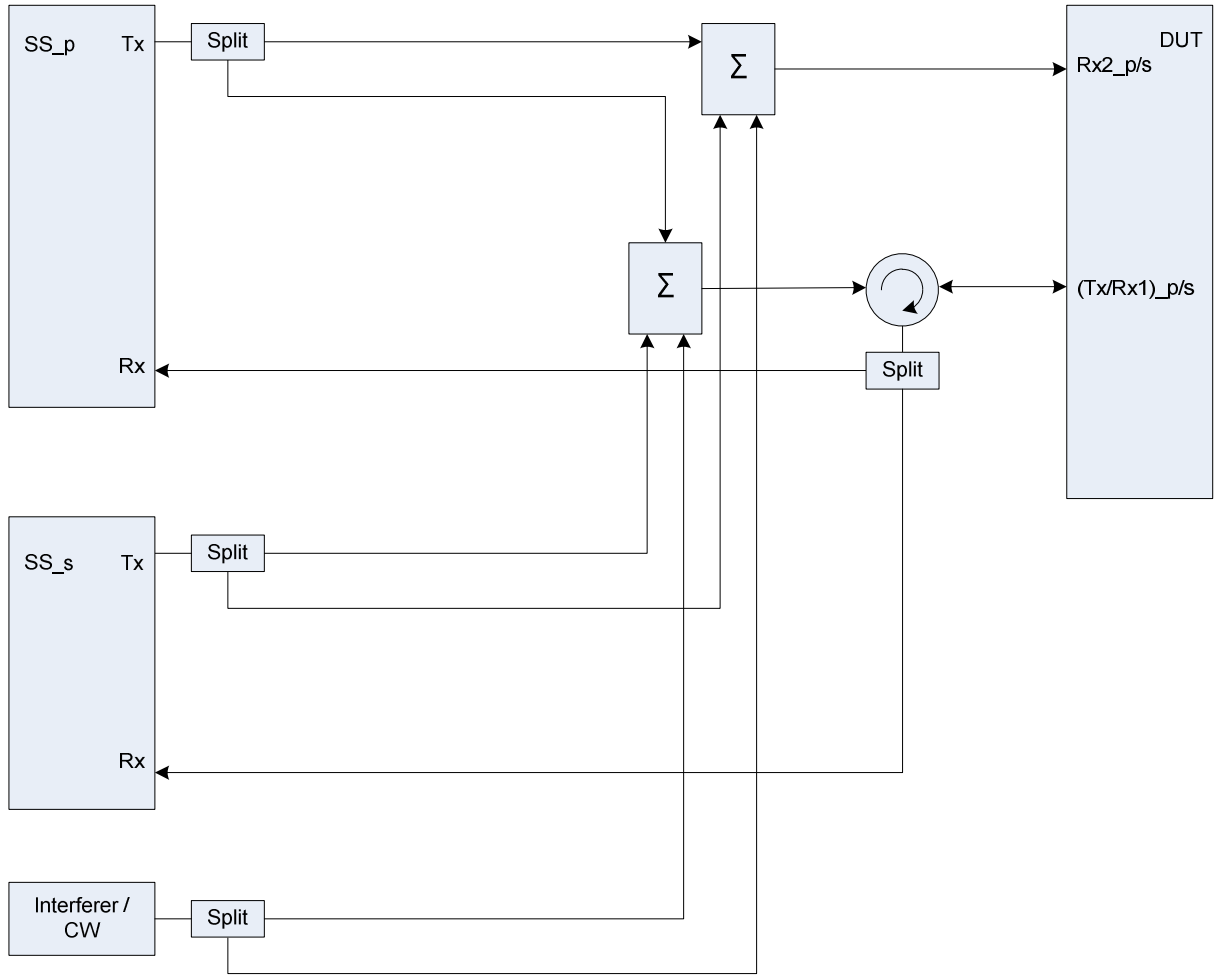 SS_p
Tx
Split
Σ
DUT
Rx2_p/s
Σ
(Tx/Rx1)_p/s
Rx
Split
SS_s
Tx
Split
Rx
Interferer /
CW
Split